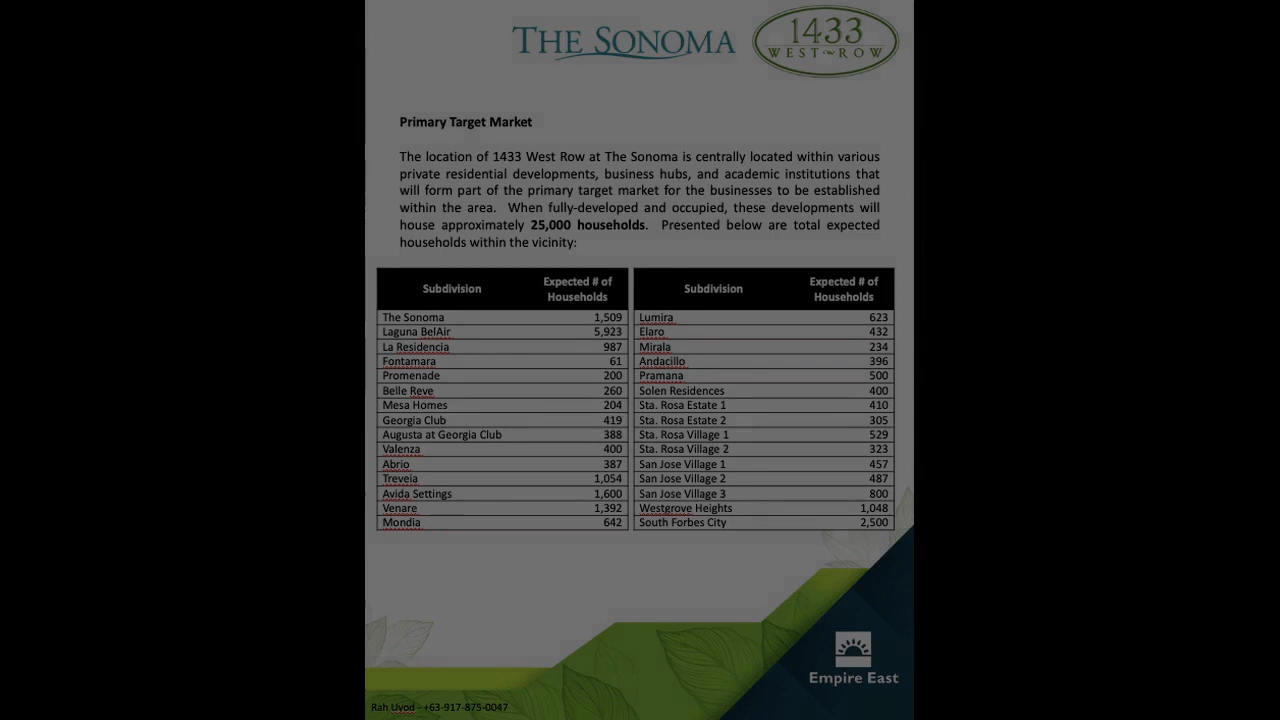 THE SONOMA
1433
WEST ROW
Primary Target Market
The location of 1433 West Row at The Sonoma is centrally located within various
private residential developments, business hubs, and academic institutions that
will form part of the primary target market for the businesses to be established
within the area. When fully-developed and occupied, these developments will
house approximately 25,000 households. Presented below are total expected
households within the vicinity:
Subdivision Expected # of Households
The Sonoma 1,509
Laguna BelAir 5,923
La Residencia 987
Fontamara 61
Promenade 200
Belle Reve 260
Mesa Homes 204
Georgia Club 419
Augusta at Georgia Club 388
Valenza 400
Abrio 387
Treveia 1,054
Avida Settings 1,600
Venare 1,392
Mondia 642
Subdivision Expected # of Households
Lumira 623
Elaro 432
Mirala 234
Andacillo 396
Pramana 500
Solen Residences 400
Sta. Rosa Estate 1 410
Sta. Rosa Estate 2 305
Sta. Rosa Village 1 529
Sta. Rosa Village 2 323
San Jose Village 1 457
San Jose Village 2 487
San Jose Village 3 800
Westgrove Heights 1,048
South Forbes City 2,500
Empire East
Rah Uvod - +63-917-875-0047